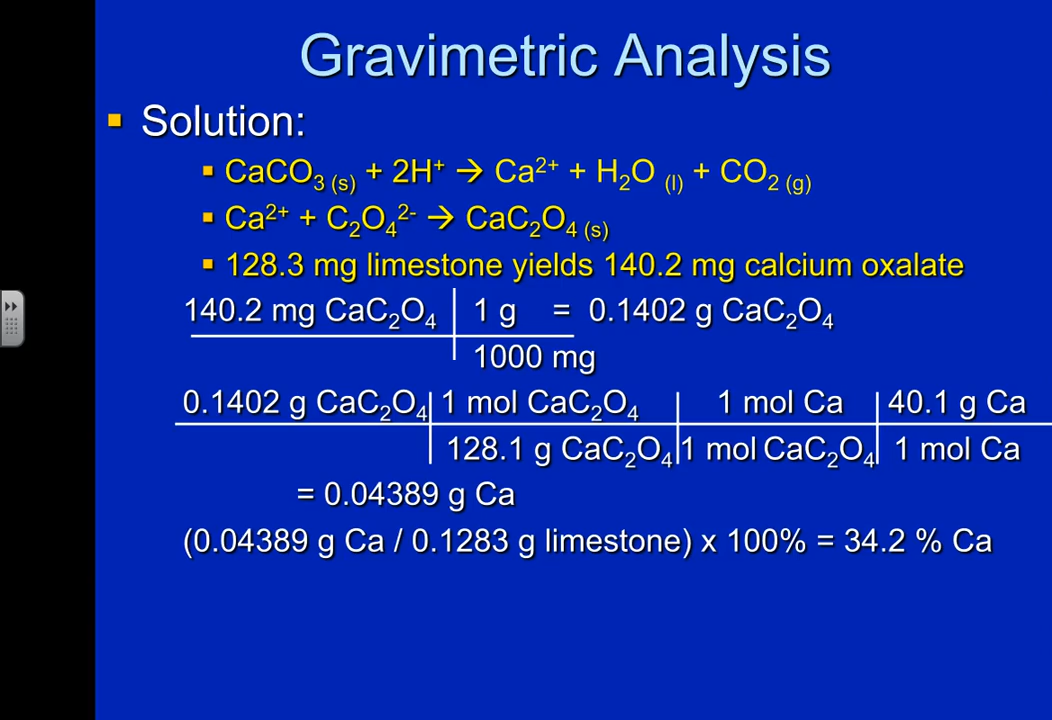 Gravimetric Analysis
▪ Solution:
▪ CaCO₃ (s) + 2H⁺ → Ca²⁺ + H₂O (l) + CO₂ (g)
▪ Ca²⁺ + C₂O₄²⁻ → CaC₂O₄ (s)
▪ 128.3 mg limestone yields 140.2 mg calcium oxalate
140.2 mg CaC₂O₄ 1 g = 0.1402 g CaC₂O₄
1000 mg
0.1402 g CaC₂O₄ 1 mol CaC₂O₄ 1 mol Ca 40.1 g Ca
128.1 g CaC₂O₄ 1 mol CaC₂O₄ 1 mol Ca
= 0.04389 g Ca
(0.04389 g Ca / 0.1283 g limestone) x 100% = 34.2 % Ca